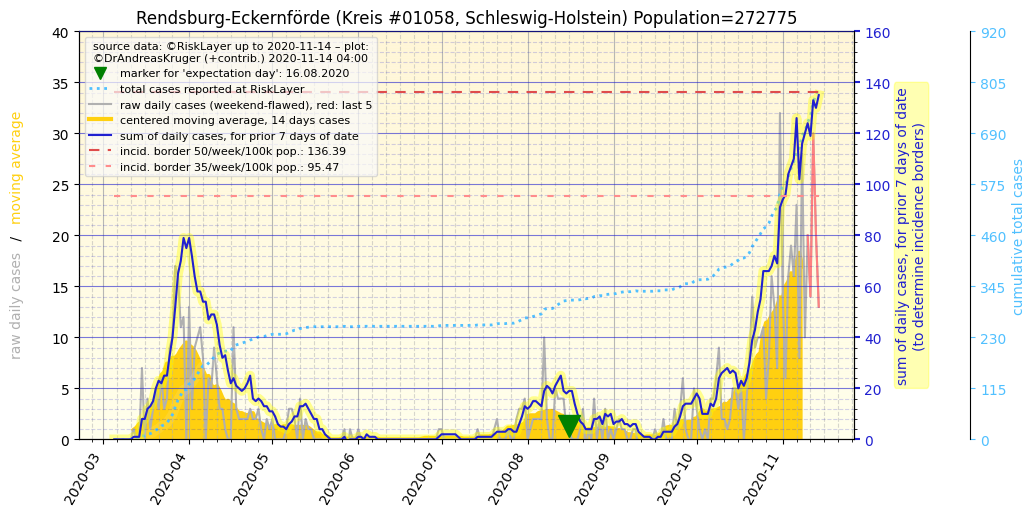 Rendsburg-Eckernförde (Kreis #01058, Schleswig-Holstein) Population=272775
source data: ©RiskLayer up to 2020-11-14 – plot:
©DrAndreasKruger (+contrib.) 2020-11-14 04:00
marker for 'expectation day': 16.08.2020
total cases reported at RiskLayer
raw daily cases (weekend-flawed), red: last 5
centered moving average, 14 days cases
sum of daily cases, for prior 7 days of date
incid. border 50/week/100k pop.: 136.39
incid. border 35/week/100k pop.: 95.47
raw daily cases / moving average
40
35
30
25
20
15
10
5
0
2020-03
2020-04
2020-05
2020-06
2020-07
2020-08
2020-09
2020-10
2020-11
160
140
120
100
80
60
40
20
0
sum of daily cases, for prior 7 days of date
(to determine incidence borders)
920
805
690
575
460
345
230
115
0
cumulative total cases